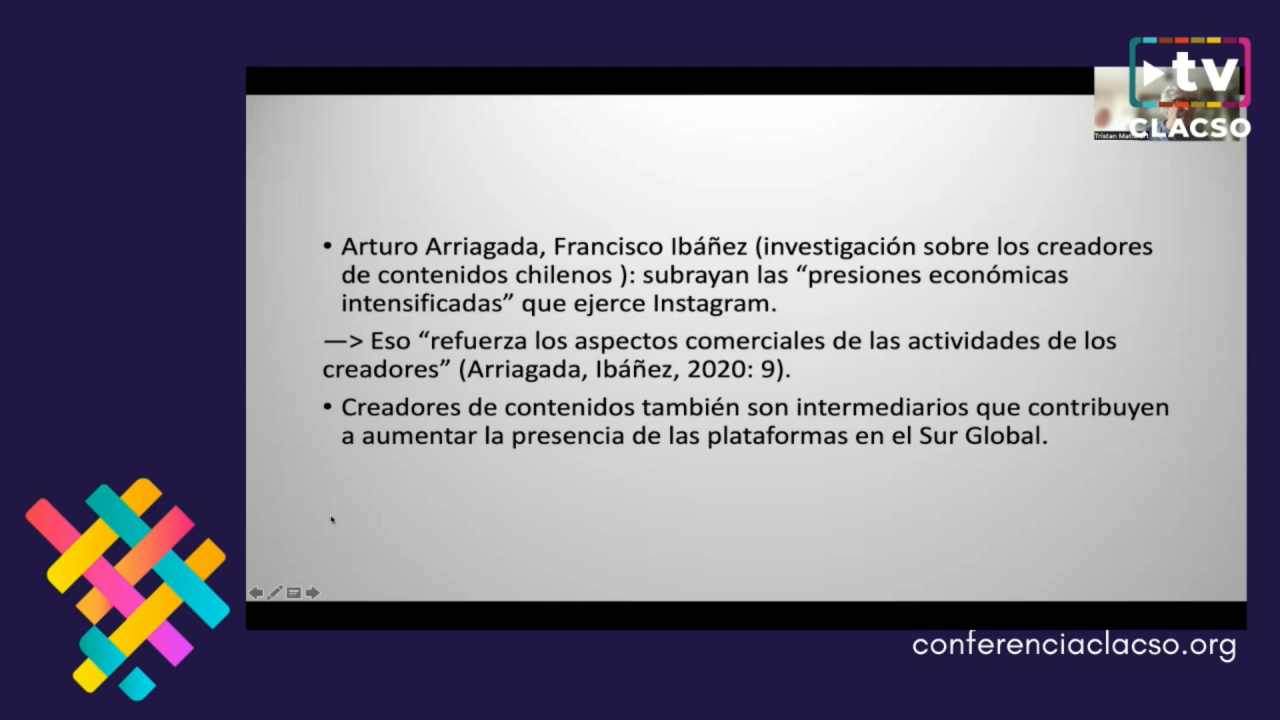 tv
CLACSO
Tristan
• Arturo Arriagada, Francisco Ibáñez (investigación sobre los creadores
de contenidos chilenos ): subrayan las “presiones económicas
intensificadas” que ejerce Instagram.
—> Eso “refuerza los aspectos comerciales de las actividades de los
creadores” (Arriagada, Ibáñez, 2020: 9).
• Creadores de contenidos también son intermediarios que contribuyen
a aumentar la presencia de las plataformas en el Sur Global.
conferenciaclacso.org